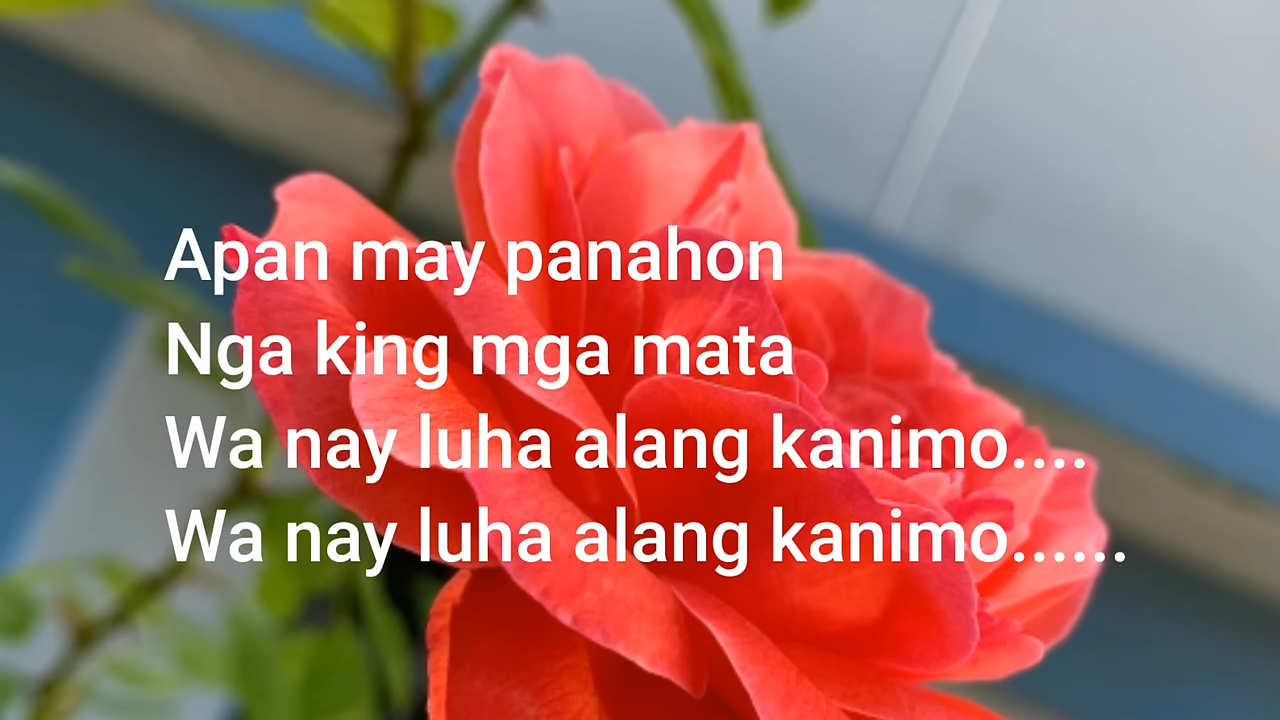 Apan may panahon
Nga king mga mata
Wa nay luha alang kanimo....
Wa nay luha alang kanimo......